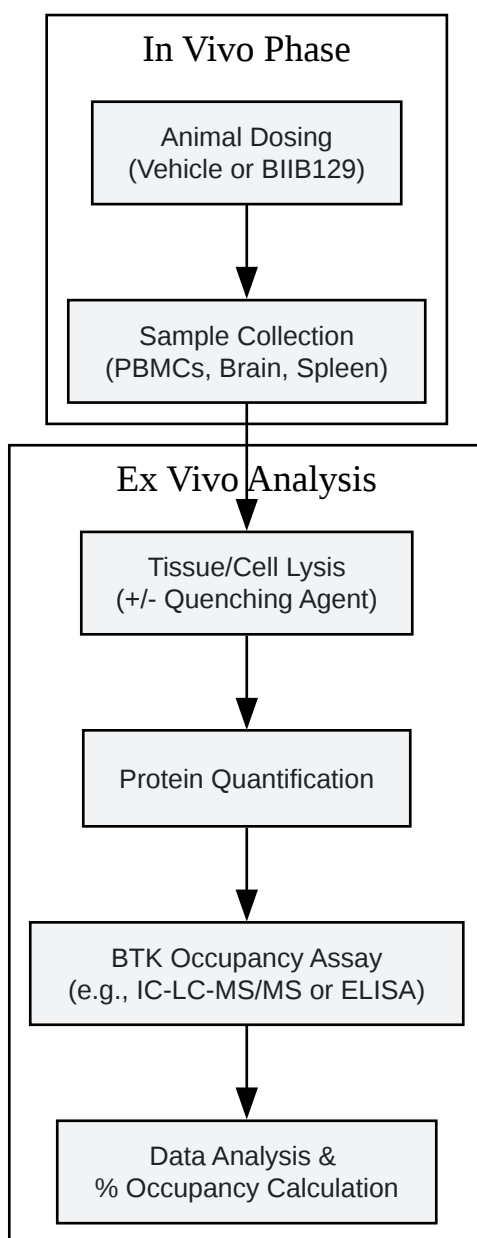 In Vivo Phase
Animal Dosing
(Vehicle or BIIB129)
Sample Collection
(PBMCs, Brain, Spleen)
Ex Vivo Analysis
Tissue/Cell Lysis
(+/- Quenching Agent)
Protein Quantification
BTK Occupancy Assay
(e.g., IC-LC-MS/MS or ELISA)
Data Analysis &
% Occupancy Calculation